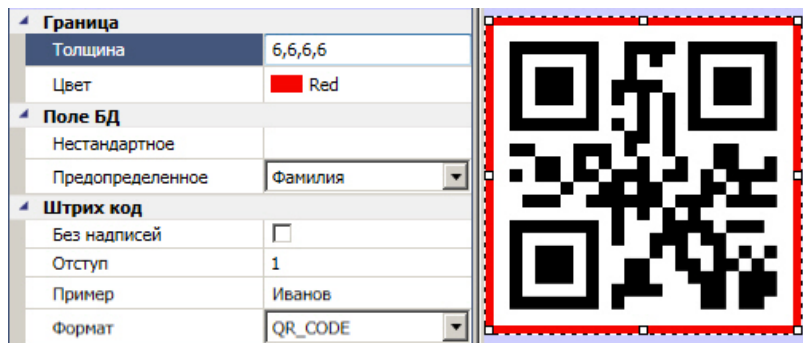 Граница
Толщина 6,6,6,6
Цвет Red
Поле БД
Нестандартное
Предопределенное Фамилия
Штрих код
Без надписей
Отступ 1
Пример Иванов
Формат QR_CODE